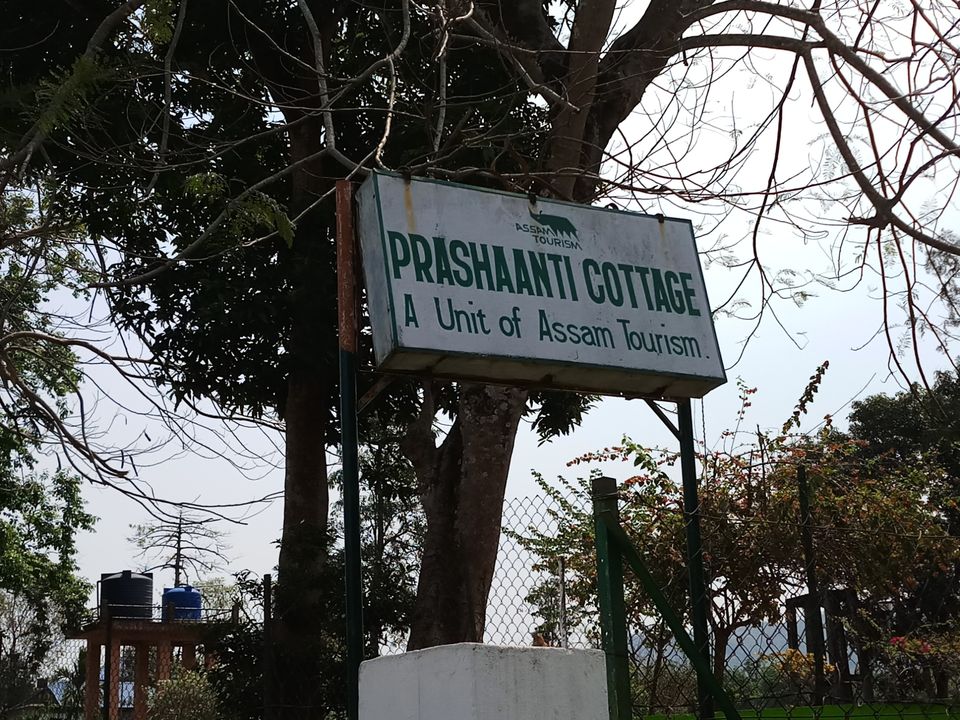 ASSAM
TOURISM
PRASHAANTI COTTAGE
A Unit of Assam Tourism.